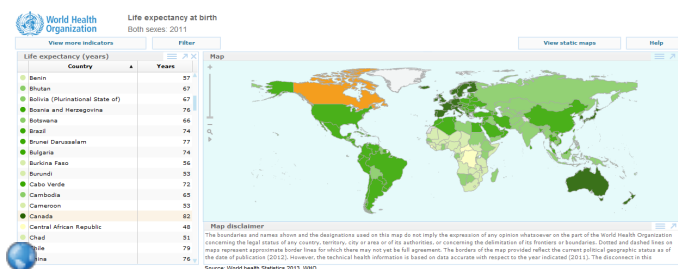 World Health
Organization
Life expectancy at birth
Both sexes: 2011
View more indicators
Filter
View static maps
Help
Life expectancy (years)
Country ▲ Years
Benin 57
Bhutan 67
Bolivia (Plurinational State of) 67
Bosnia and Herzegovina 76
Botswana 66
Brazil 74
Brunei Darussalam 77
Bulgaria 74
Burkina Faso 56
Burundi 53
Cabo Verde 72
Cambodia 65
Cameroon 53
Canada 82
Central African Republic 48
Chad 51
Chile 79
76
Map
Map disclaimer
The boundaries and names shown and the designations used on this map do not imply the expression of any opinion whatsoever on the part of the World Health Organization
concerning the legal status of any country, territory, city or area or of its authorities, or concerning the delimitation of its frontiers or boundaries. Dotted and dashed lines on
maps represent approximate border lines for which there may not yet be full agreement. The borders of the map provided reflect the current political geographic status as of
the date of publication (2012). However, the technical health information is based on data accurate with respect to the year indicated (2011). The disconnect in this
Source: World health Statistics 2013, WHO